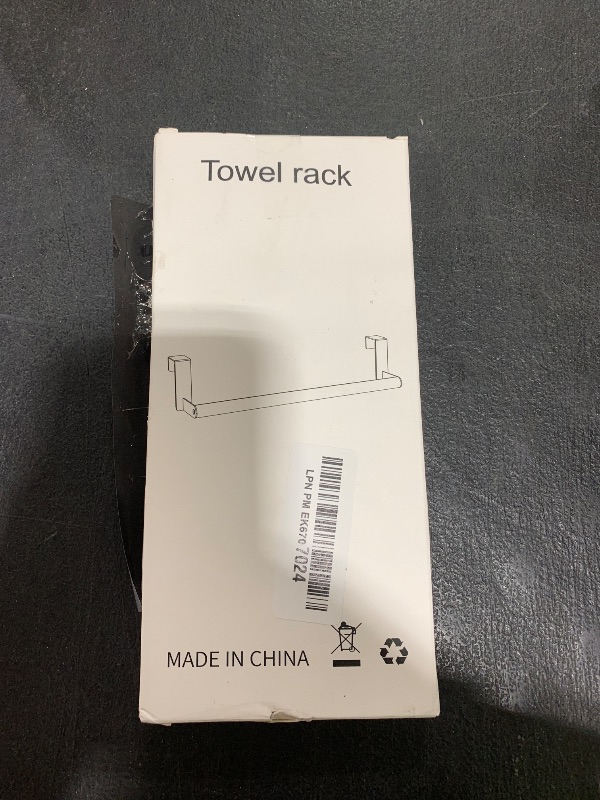 Towel rack
LPN PM EK670 7024
MADE IN CHINA